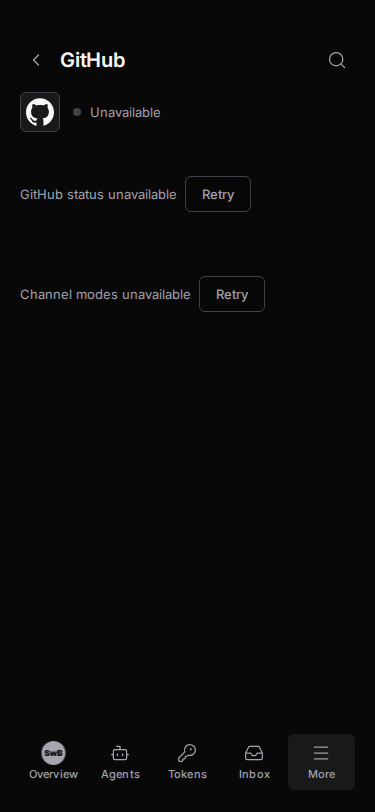 GitHub
Unavailable
GitHub status unavailable Retry
Channel modes unavailable Retry
SwB
Overview Agents Tokens Inbox More